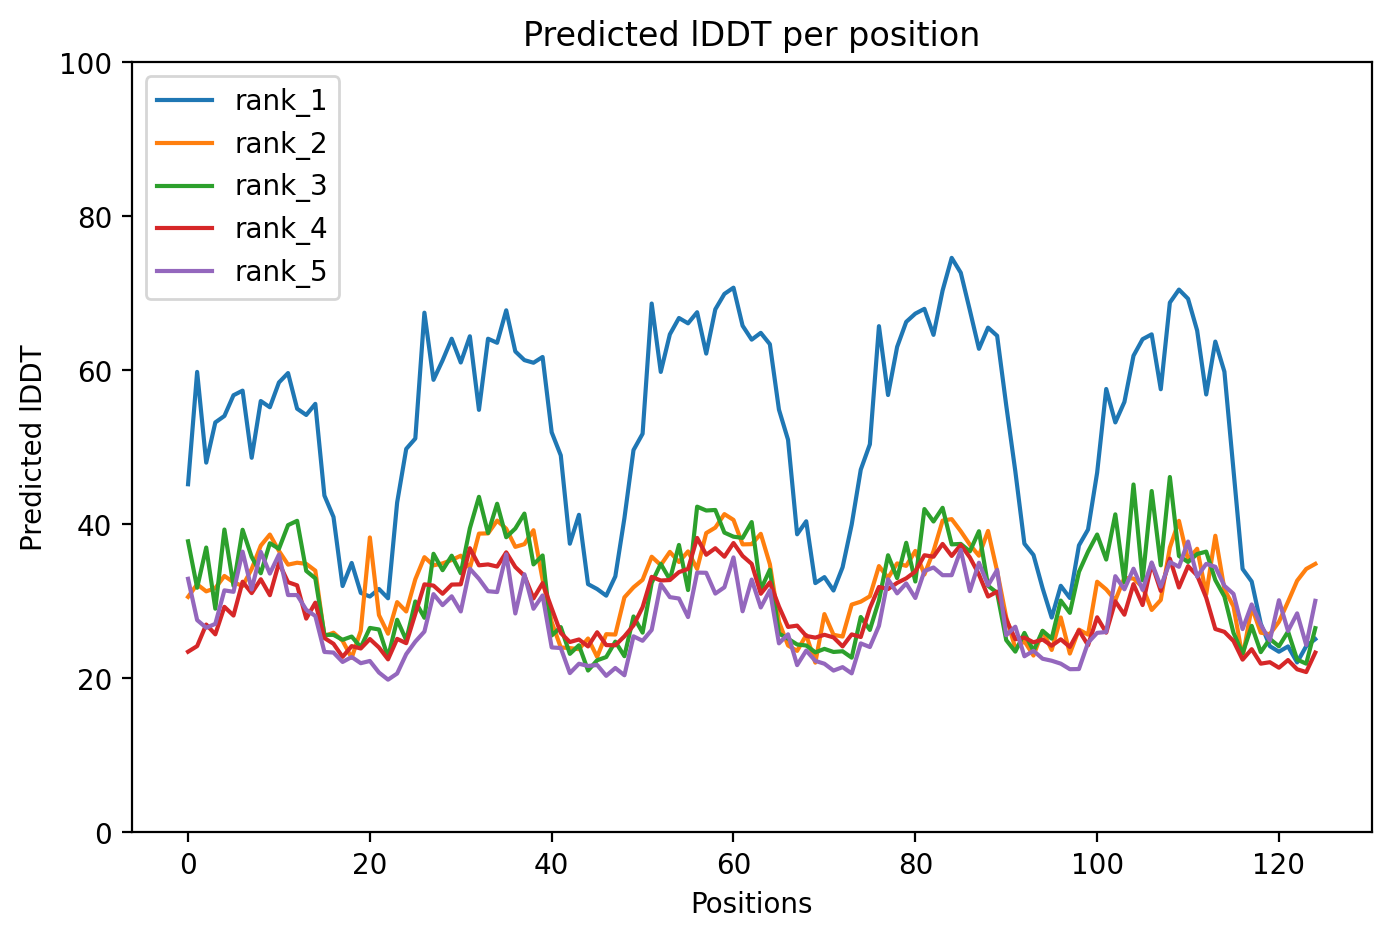 Predicted lDDT per position
100
80
60
40
20
0
Predicted lDDT
rank_1
rank_2
rank_3
rank_4
rank_5
0 20 40 60 80 100 120
Positions